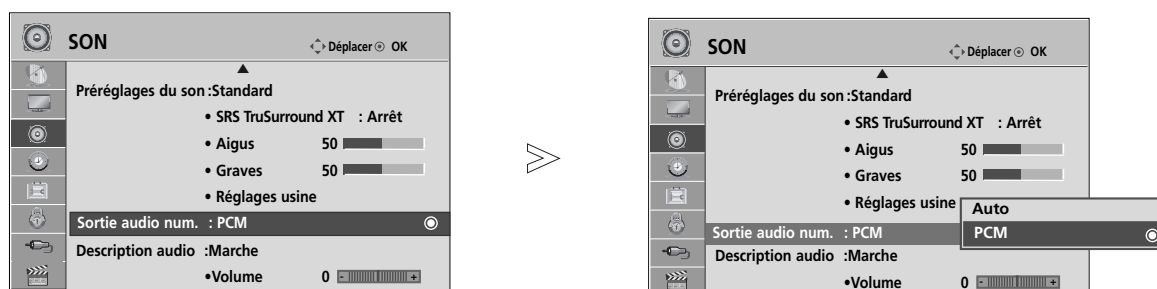 SON
Déplacer OK
Préréglages du son :Standard
• SRS TruSurround XT : Arrêt
• Aigus 50
• Graves 50
• Réglages usine
Sortie audio num. : PCM
Description audio :Marche
•Volume 0 - +
SON
Déplacer OK
Préréglages du son :Standard
• SRS TruSurround XT : Arrêt
• Aigus 50
• Graves 50
• Réglages usine
Auto
Sortie audio num. : PCM
PCM
Description audio :Marche
•Volume 0 - +